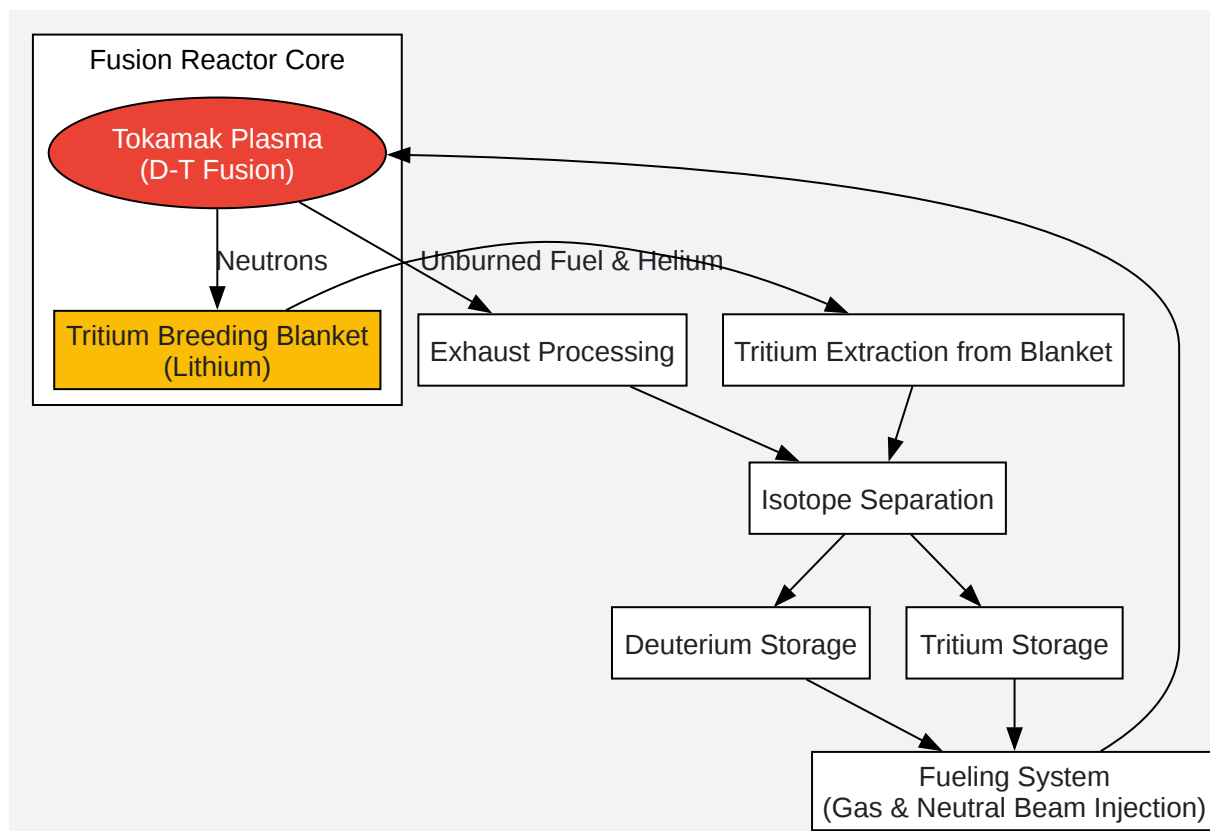 Fusion Reactor Core
Tokamak Plasma
(D-T Fusion)
Neutrons
Unburned Fuel & Helium
Tritium Breeding Blanket
(Lithium)
Exhaust Processing
Tritium Extraction from Blanket
Isotope Separation
Deuterium Storage
Tritium Storage
Fueling System
(Gas & Neutral Beam Injection)